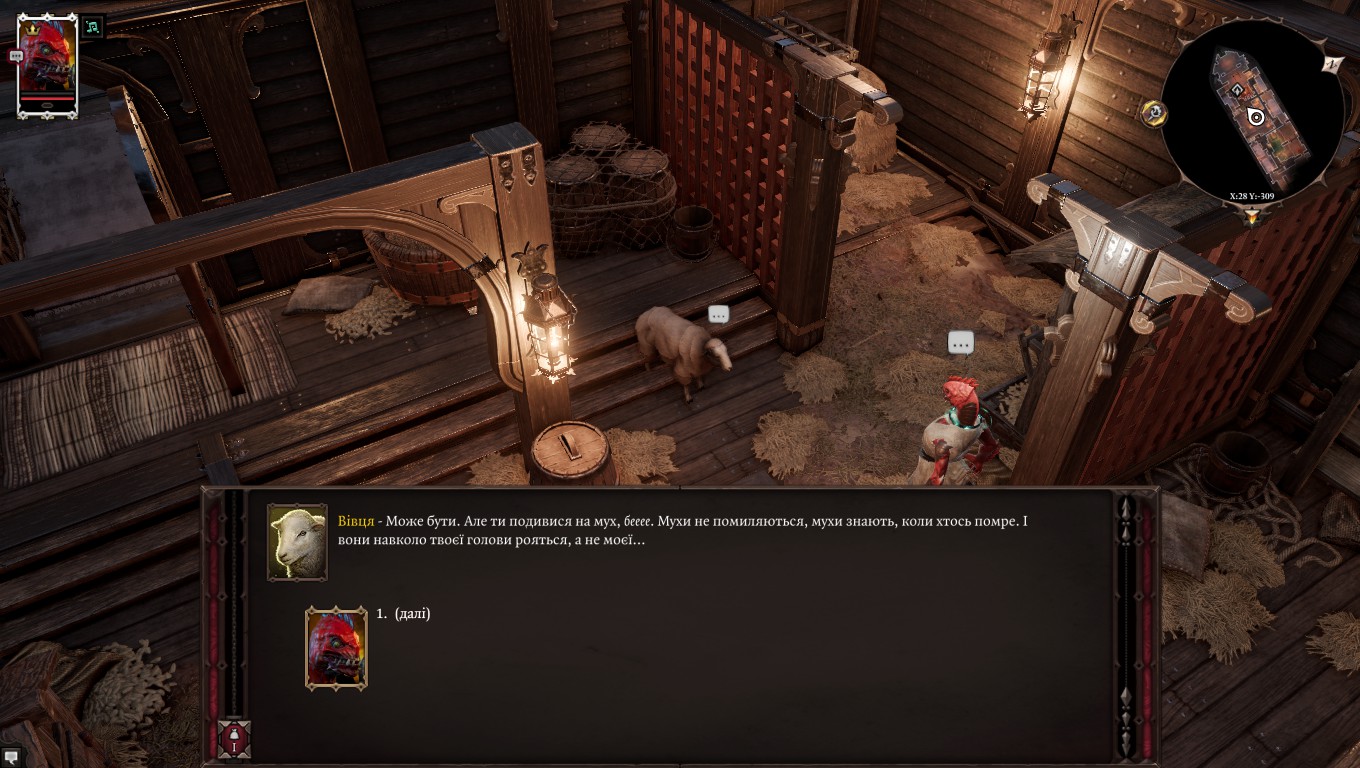 X:28 Y:-309
Вівця - Може бути. Але ти подивися на мух, беeee. Мухи не помиляються, мухи знають, коли хтось помре. І
вони навколо твоєї голови рояться, а не моєї...
1. (далі)
I